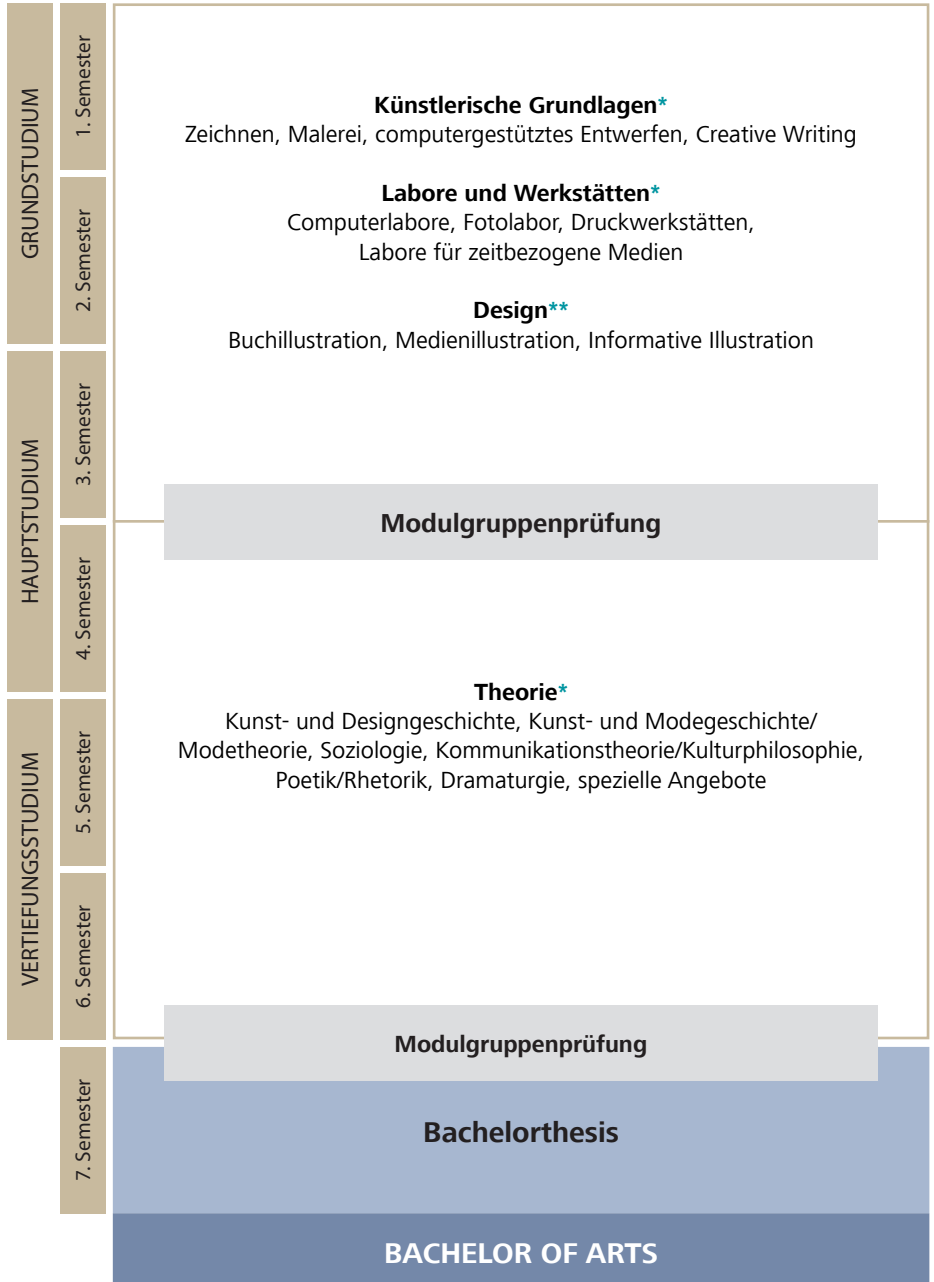 GRUNDSTUDIUM
1. Semester
2. Semester
HAUPTSTUDIUM
3. Semester
4. Semester
VERTIEFUNGSSTUDIUM
5. Semester
6. Semester
7. Semester
Künstlerische Grundlagen*
Zeichnen, Malerei, computergestütztes Entwerfen, Creative Writing
Labore und Werkstätten*
Computerlabore, Fotolabor, Druckwerkstätten,
Labore für zeitbezogene Medien
Design**
Buchillustration, Medienillustration, Informative Illustration
Modulgruppenprüfung
Theorie*
Kunst- und Designgeschichte, Kunst- und Modegeschichte/
Modetheorie, Soziologie, Kommunikationstheorie/Kulturphilosophie,
Poetik/Rhetorik, Dramaturgie, spezielle Angebote
Modulgruppenprüfung
Bachelorthesis
BACHELOR OF ARTS